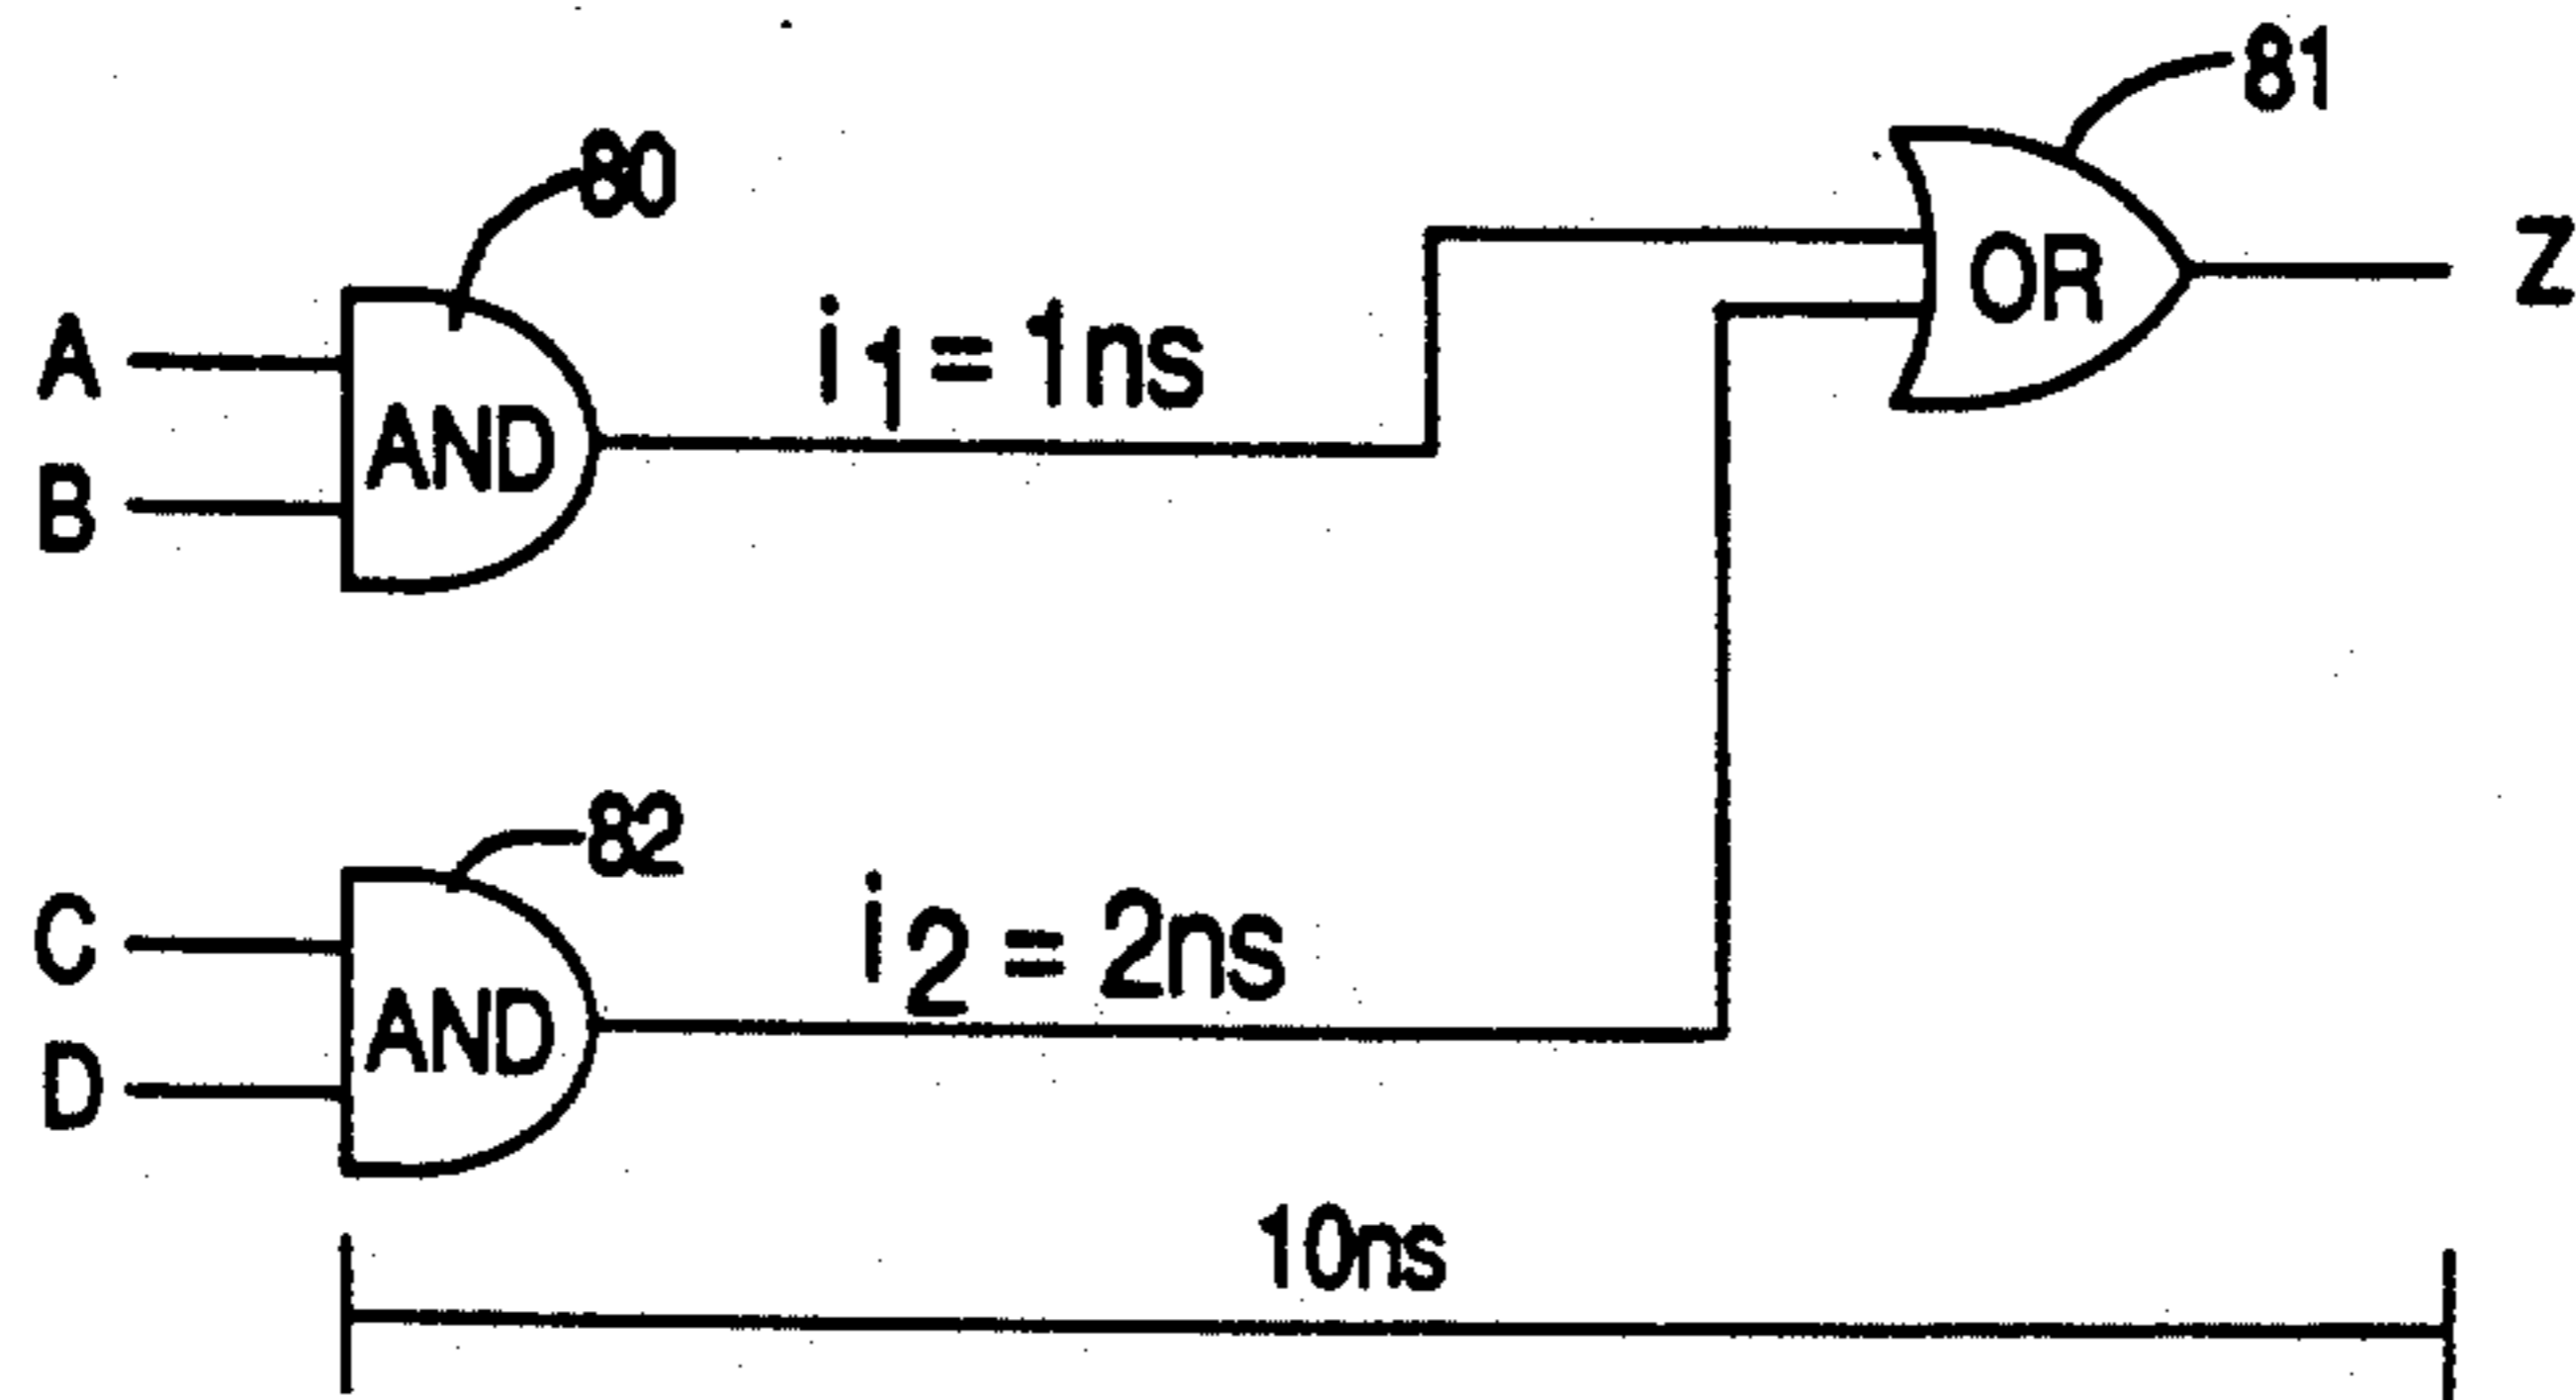 81
80
Z
A
i1 = 1ns
OR
B
AND
82
C
i2 = 2ns
D
AND
10ns